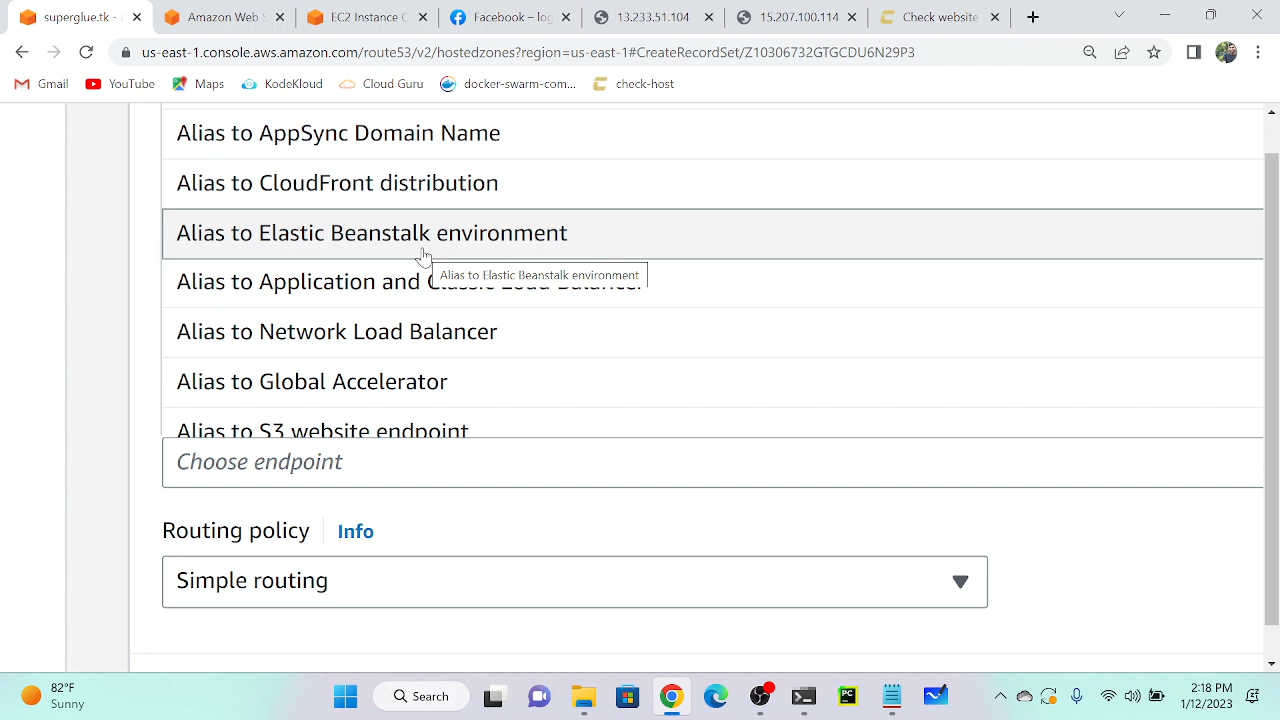 superglue.tk -
Amazon Web S
EC2 Instance C
Facebook – log
13.233.51.104
15.207.100.114
Check website
us-east-1.console.aws.amazon.com/route53/v2/hostedzones?region=us-east-1#CreateRecordSet/Z10306732GTGCDU6N29P3
Gmail
YouTube
Maps
KodeKloud
Cloud Guru
docker-swarm-com...
check-host
Alias to AppSync Domain Name
Alias to CloudFront distribution
Alias to Elastic Beanstalk environment
Alias to Elastic Beanstalk environment
Alias to Application and Classic Load Balancer
Alias to Network Load Balancer
Alias to Global Accelerator
Alias to S3 website endpoint
Choose endpoint
Routing policy
Info
Simple routing
82°F
Sunny
Search
PC
2:18 PM
1/12/2023